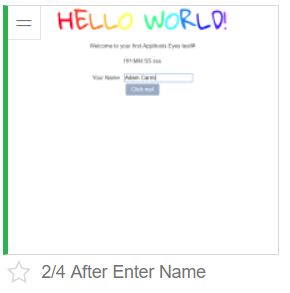 HELLO WORLD!
Welcome to your first Applitools Eyes test!#
HH:MM:SS.sss
Your Name Adam Carmi
Click me!
2/4 After Enter Name